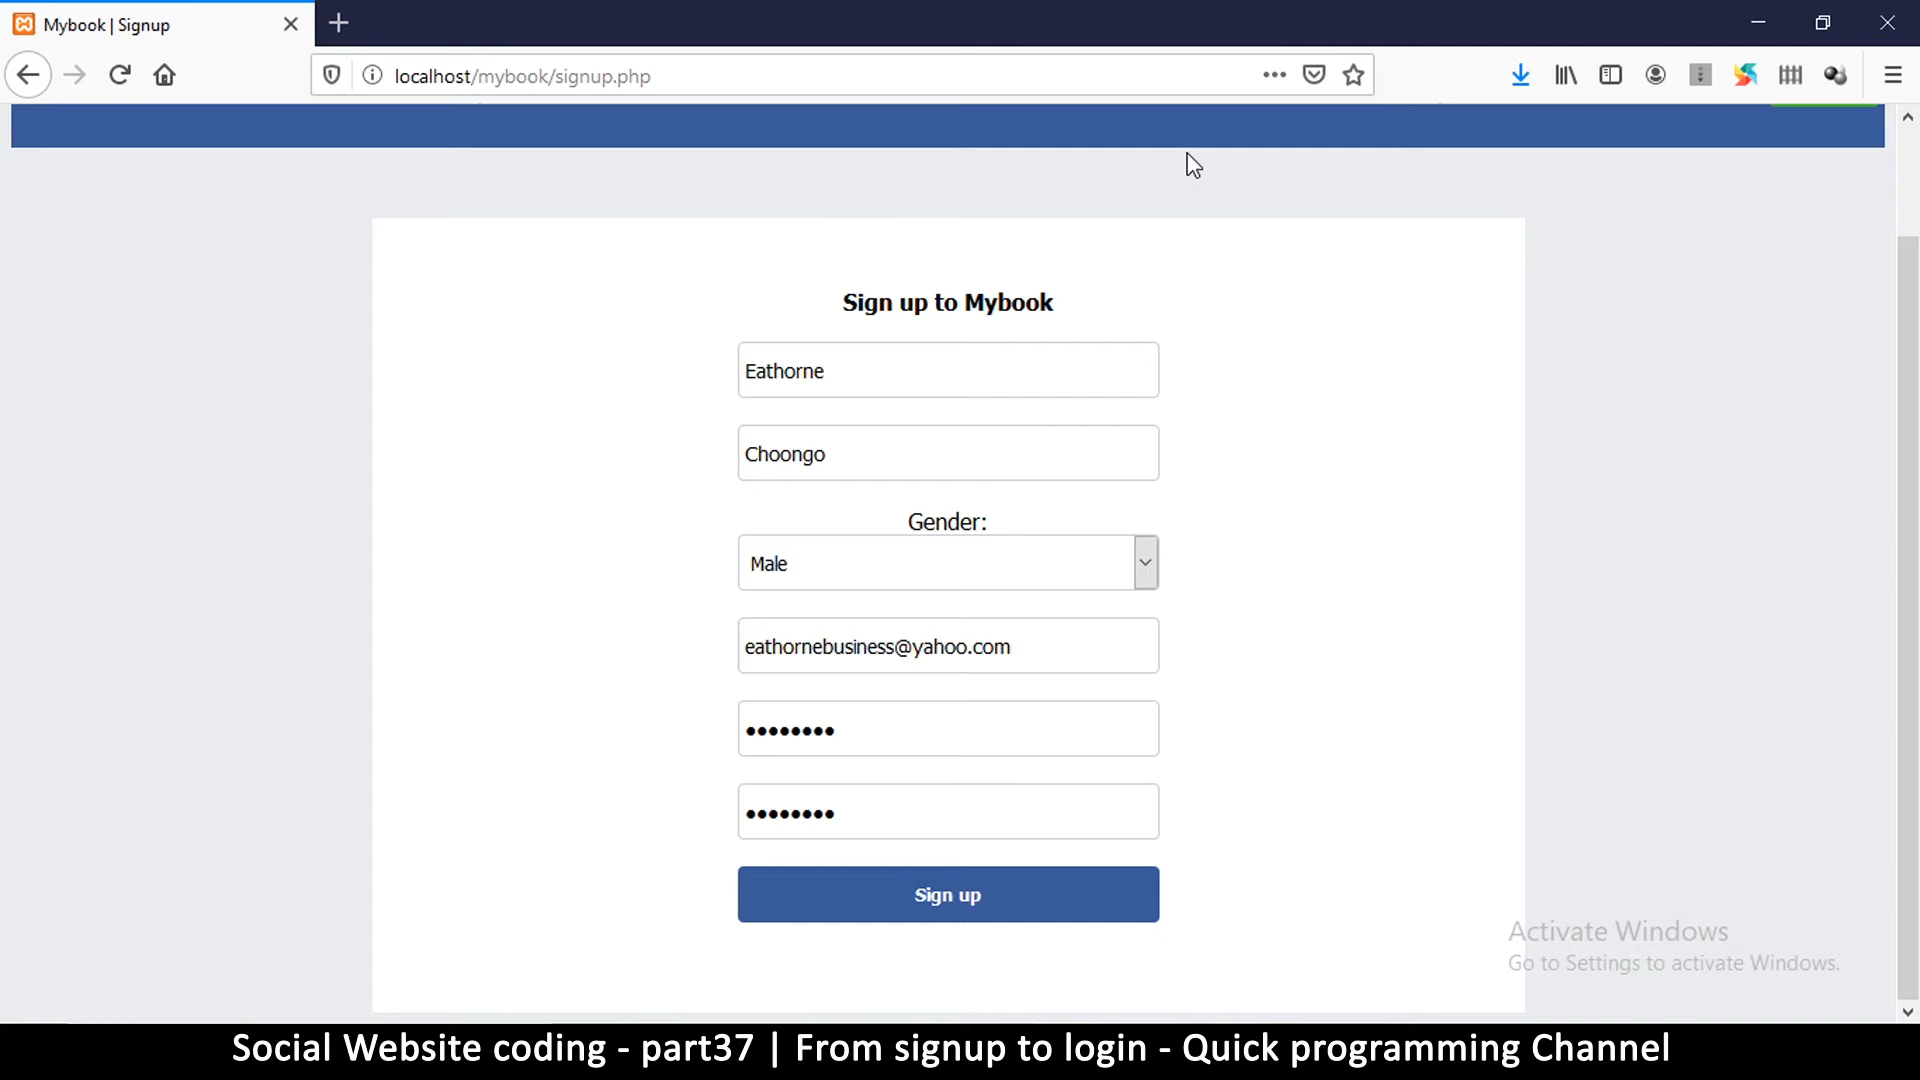 Mybook | Signup
localhost/mybook/signup.php
Sign up to Mybook
Eathorne
Choongo
Gender:
Male
eathornebusiness@yahoo.com
••••••••
••••••••
Sign up
Activate Windows
Go to Settings to activate Windows.
Social Website coding - part37 | From signup to login - Quick programming Channel